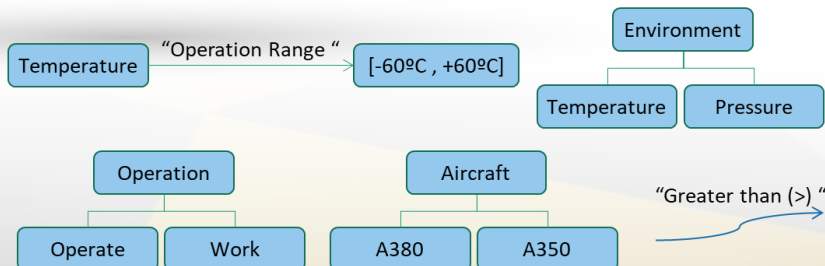 Environment
Temperature
“Operation Range “
[-60ºC , +60ºC]
Temperature
Pressure
Operation
Aircraft
“Greater than (>) “
Operate
Work
A380
A350